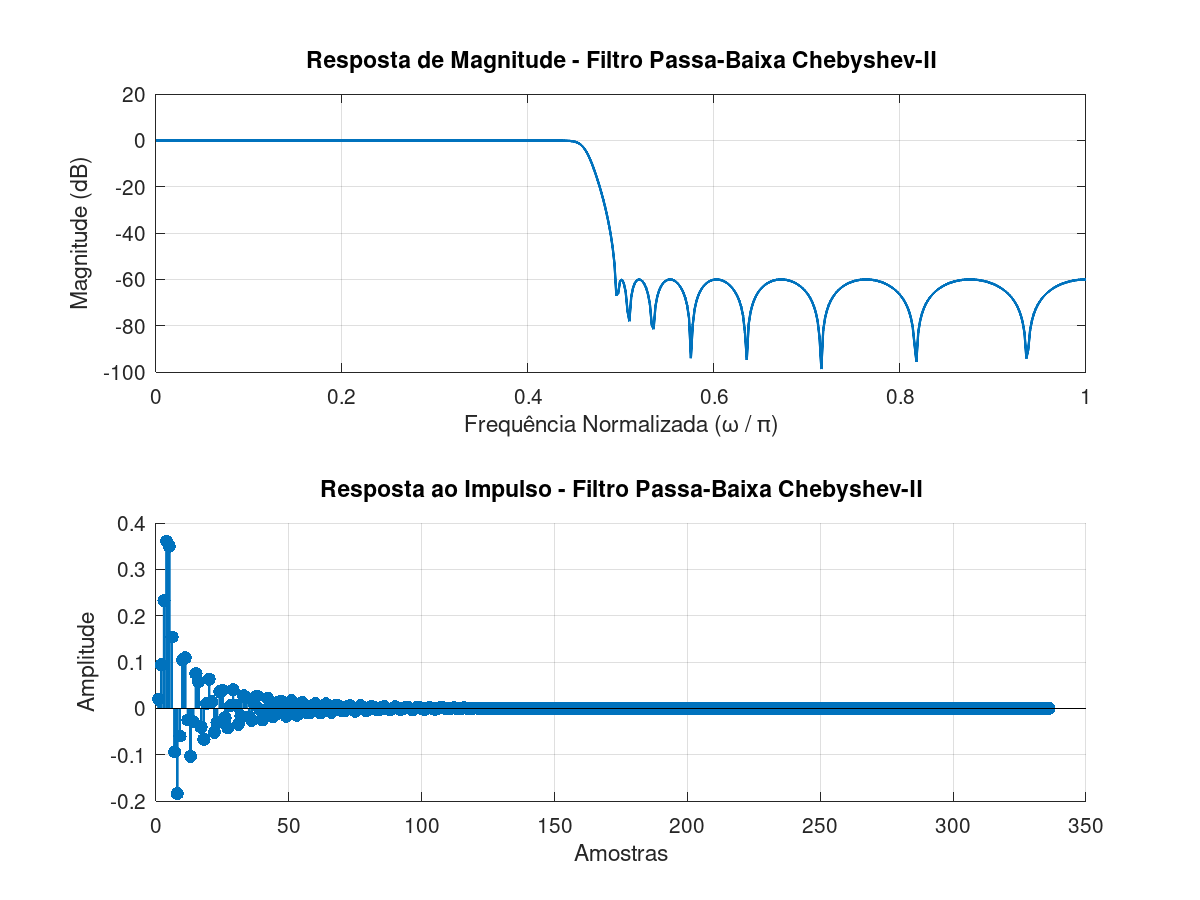 Resposta de Magnitude - Filtro Passa-Baixa Chebyshev-II
20
0
-20
-40
-60
-80
-100
Magnitude (dB)
0 0.2 0.4 0.6 0.8 1
Frequência Normalizada (ω / π)
Resposta ao Impulso - Filtro Passa-Baixa Chebyshev-II
0.4
0.3
0.2
0.1
0
-0.1
-0.2
Amplitude
0 50 100 150 200 250 300 350
Amostras